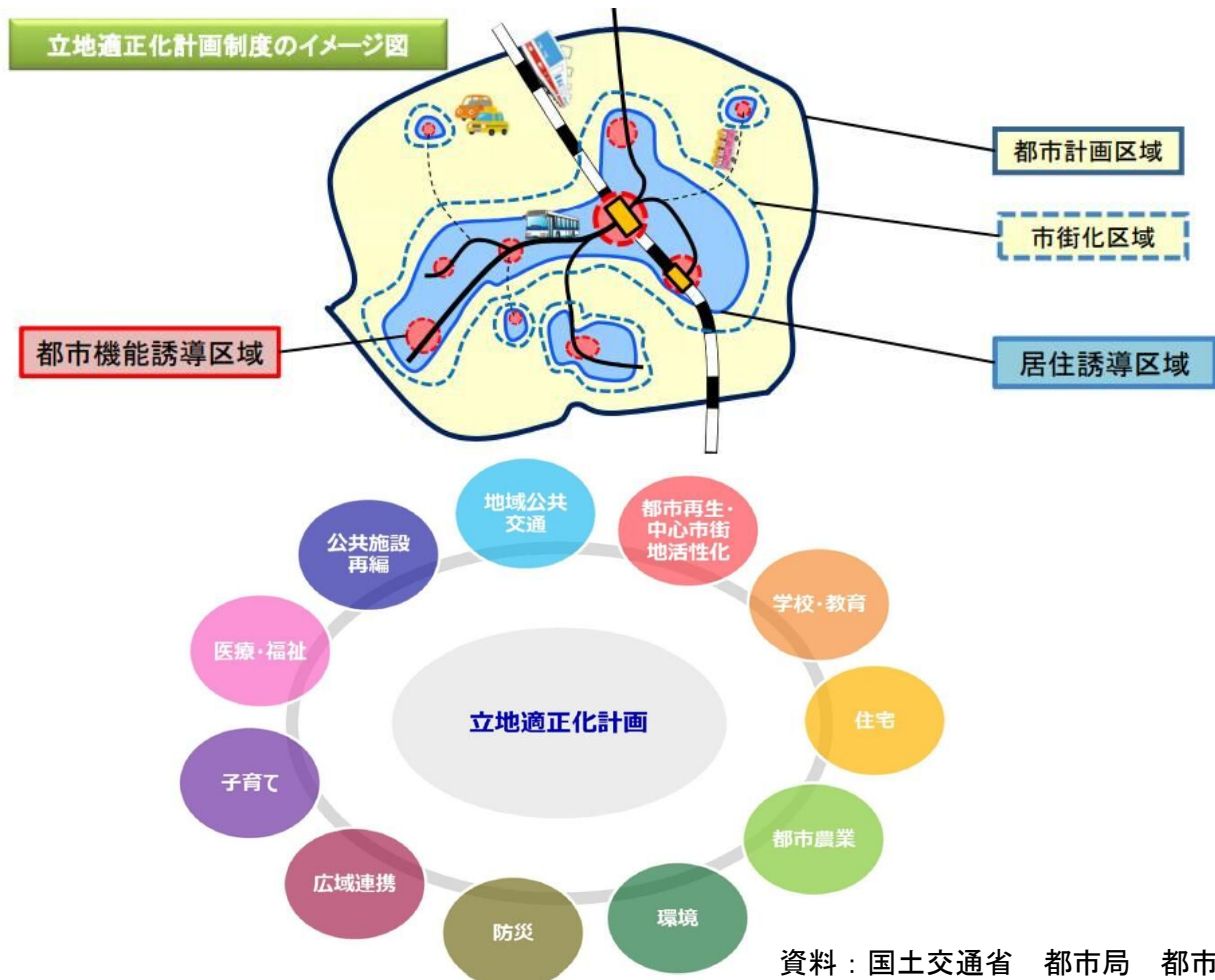 立地適正化計画制度のイメージ図
都市計画区域
市街化区域
都市機能誘導区域
居住誘導区域
地域公共
交通
都市再生・
中心市街
地活性化
公共施設
再編
学校・教育
医療・福祉
立地適正化計画
住宅
子育て
都市農業
広域連携
環境
防災
資料：国土交通省　都市局　都市